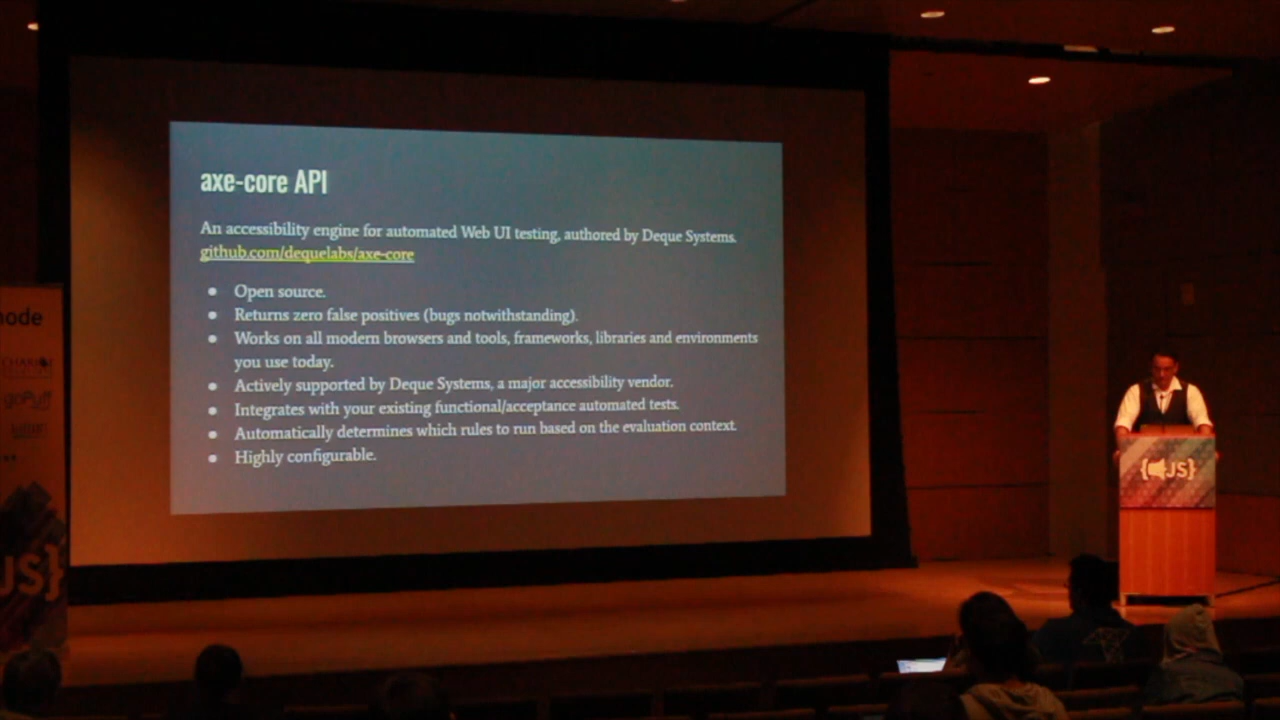 axe-core API
An accessibility engine for automated Web UI testing, authored by Deque Systems.
github.com/dequelabs/axe-core
● Open source.
● Returns zero false positives (bugs notwithstanding).
● Works on all modern browsers and tools, frameworks, libraries and environments
you use today.
● Actively supported by Deque Systems, a major accessibility vendor.
● Integrates with your existing functional/acceptance automated tests.
● Automatically determines which rules to run based on the evaluation context.
● Highly configurable.
node
CHARIOT
goPuff
JS}
{JS}